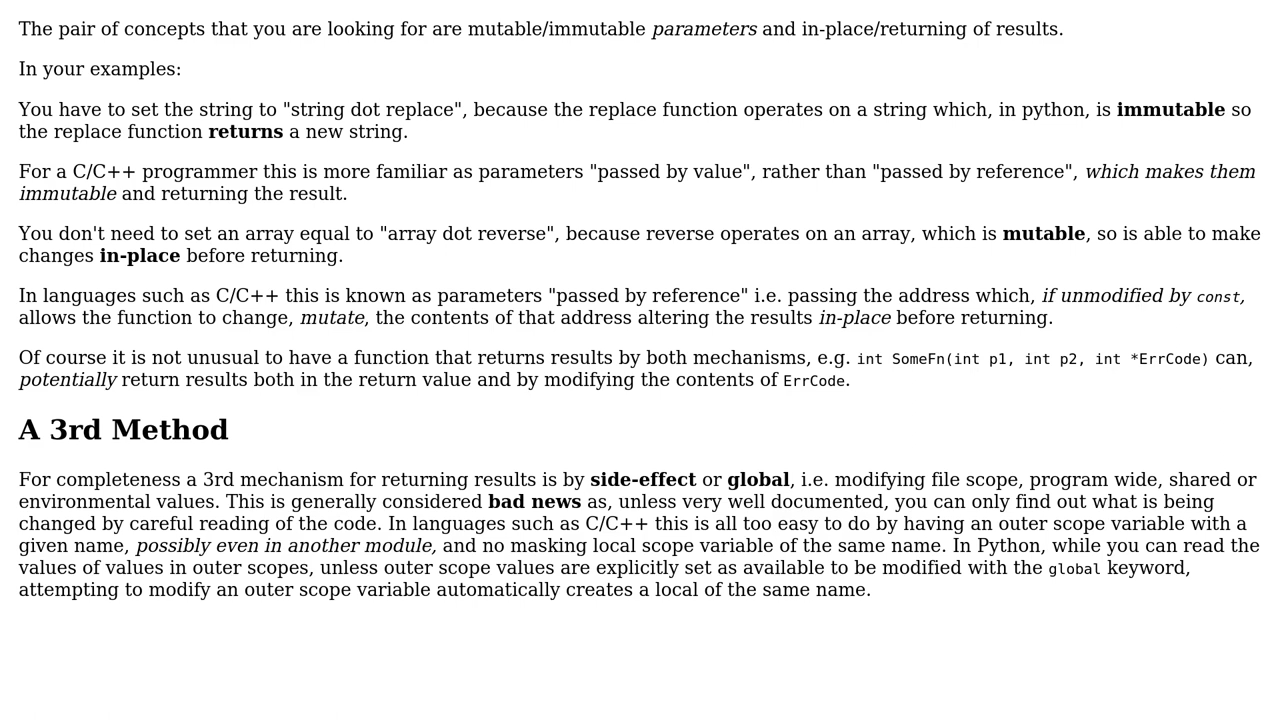 The pair of concepts that you are looking for are mutable/immutable parameters and in-place/returning of results.
In your examples:
You have to set the string to "string dot replace", because the replace function operates on a string which, in python, is immutable so
the replace function returns a new string.
For a C/C++ programmer this is more familiar as parameters "passed by value", rather than "passed by reference", which makes them
immutable and returning the result.
You don't need to set an array equal to "array dot reverse", because reverse operates on an array, which is mutable, so is able to make
changes in-place before returning.
In languages such as C/C++ this is known as parameters "passed by reference" i.e. passing the address which, if unmodified by const,
allows the function to change, mutate, the contents of that address altering the results in-place before returning.
Of course it is not unusual to have a function that returns results by both mechanisms, e.g. int SomeFn(int p1, int p2, int *ErrCode) can,
potentially return results both in the return value and by modifying the contents of ErrCode.
A 3rd Method
For completeness a 3rd mechanism for returning results is by side-effect or global, i.e. modifying file scope, program wide, shared or
environmental values. This is generally considered bad news as, unless very well documented, you can only find out what is being
changed by careful reading of the code. In languages such as C/C++ this is all too easy to do by having an outer scope variable with a
given name, possibly even in another module, and no masking local scope variable of the same name. In Python, while you can read the
values of values in outer scopes, unless outer scope values are explicitly set as available to be modified with the global keyword,
attempting to modify an outer scope variable automatically creates a local of the same name.